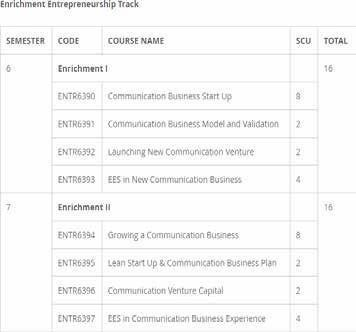 Enrichment Entrepreneurship Track
SEMESTER CODE COURSE NAME SCU TOTAL
6 Enrichment I 16
ENTR6390 Communication Business Start Up 8
ENTR6391 Communication Business Model and Validation 2
ENTR6392 Launching New Communication Venture 2
ENTR6393 EES in New Communication Business 4
7 Enrichment II 16
ENTR6394 Growing a Communication Business 8
ENTR6395 Lean Start Up & Communication Business Plan 2
ENTR6396 Communication Venture Capital 2
ENTR6397 EES in Communication Business Experience 4